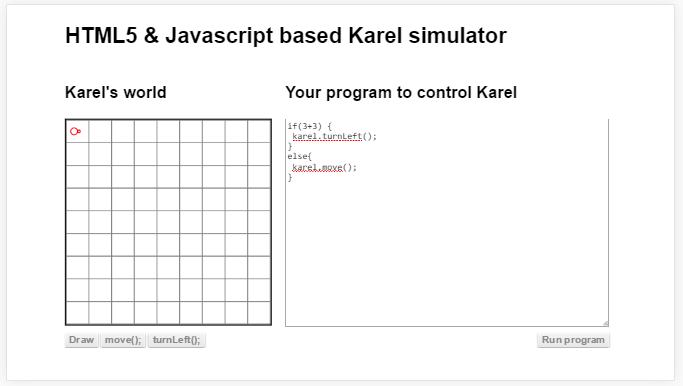 HTML5 & Javascript based Karel simulator
Karel's world
Your program to control Karel
if(3+3) {
karel.turnLeft();
}
else{
karel.move();
}
Draw
move();
turnLeft();
Run program